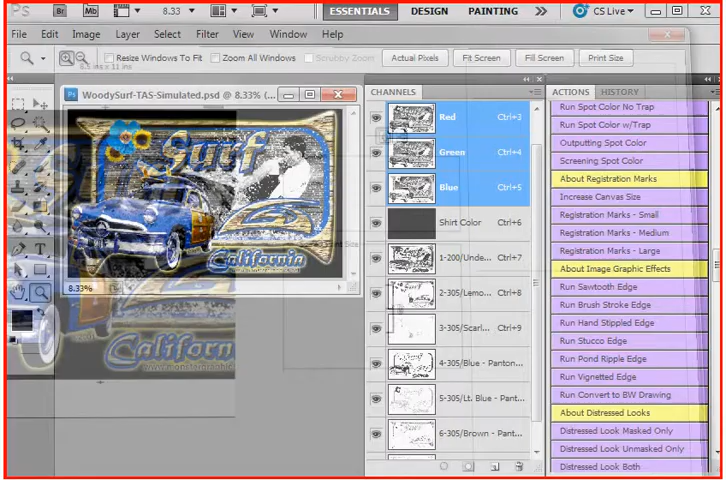 Ps Br Mb 8.33 ESSENTIALS DESIGN PAINTING CS Live
File Edit Image Layer Select Filter View Window Help
Resize Windows To Fit Zoom All Windows Scrubby Zoom Actual Pixels Fit Screen Fill Screen Print Size
8.5 ins x 11 ins
Ps WoodySurf-TAS-Simulated.psd @ 8.33% (...
Surf
California
8.33%
CHANNELS
Red Ctrl+3
Green Ctrl+4
Blue Ctrl+5
Shirt Color Ctrl+6
1-200/Unde... Ctrl+7
2-305/Lemo... Ctrl+8
3-305/Scarl... Ctrl+9
4-305/Blue - Panton...
5-305/Lt. Blue - Pant...
6-305/Brown - Pant...
ACTIONS HISTORY
Run Spot Color No Trap
Run Spot Color w/Trap
Outputting Spot Color
Screening Spot Color
About Registration Marks
Increase Canvas Size
Registration Marks - Small
Registration Marks - Medium
Registration Marks - Large
About Image Graphic Effects
Run Sawtooth Edge
Run Brush Stroke Edge
Run Hand Stippled Edge
Run Stucco Edge
Run Pond Ripple Edge
Run Vignetted Edge
Run Convert to BW Drawing
About Distressed Looks
Distressed Look Masked Only
Distressed Look Unmasked Only
Distressed Look Both
California